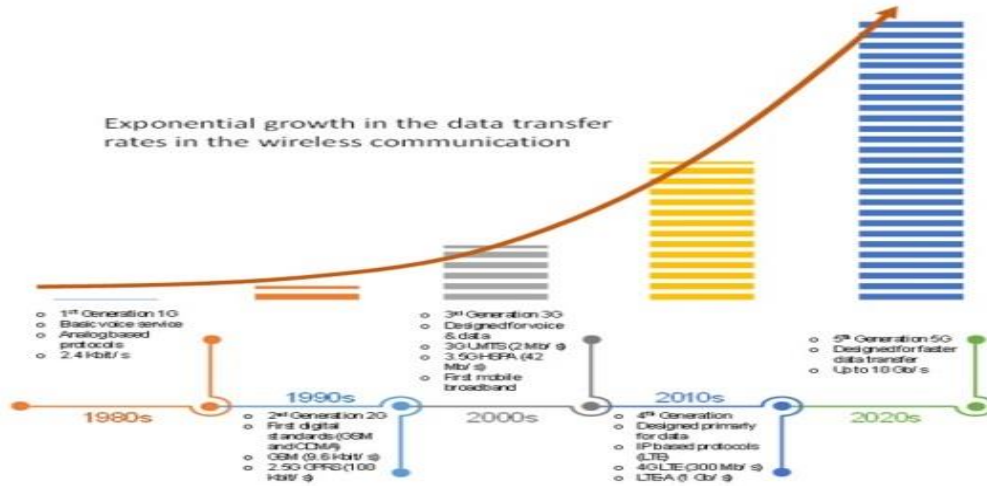 Exponential growth in the data transfer
rates in the wireless communication
1st Generation 1G
Basic voice service
Analog based
protocols
2.4 Kbit/s
1980s
1990s
2nd Generation 2G
First digital
standards (GSM
and CDMA)
GSM (9.6 Kbit/s)
2.5G GPRS (100
Kbit/s)
3rd Generation 3G
Designed for voice
& data
3G UMTS (2 Mb/s)
3.5G HSPA (42
Mb/s)
First mobile
broadband
2000s
2010s
4th Generation
Designed primarily
for data
IP based protocols
(LTE)
4G LTE (300 Mb/s)
LTE-A (1 Gb/s)
5th Generation 5G
Designed for faster
data transfer
Up to 10 Gb/s
2020s